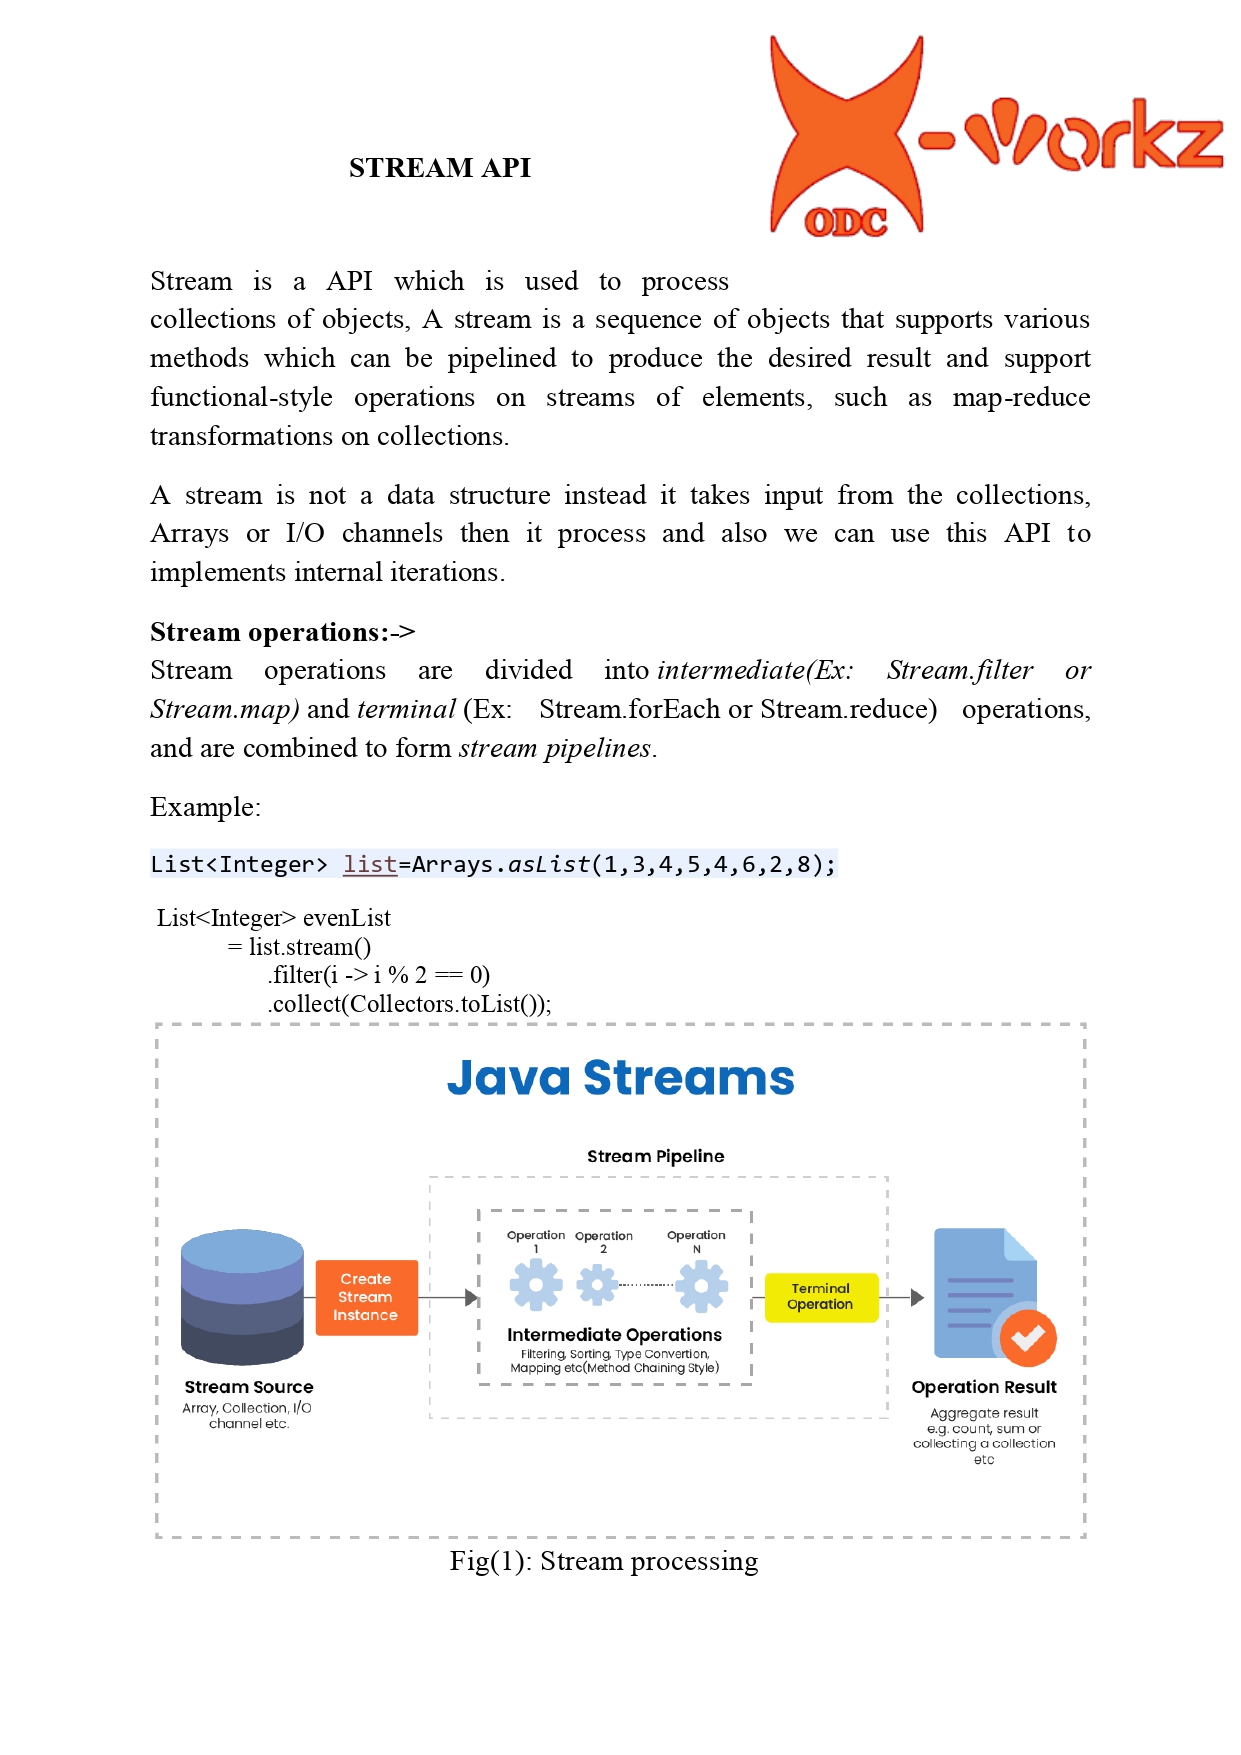 X-workz
ODC
STREAM API
Stream is a API which is used to process
collections of objects, A stream is a sequence of objects that supports various
methods which can be pipelined to produce the desired result and support
functional-style operations on streams of elements, such as map-reduce
transformations on collections.
A stream is not a data structure instead it takes input from the collections,
Arrays or I/O channels then it process and also we can use this API to
implements internal iterations.
Stream operations:->
Stream operations are divided into intermediate(Ex: Stream.filter or
Stream.map) and terminal (Ex: Stream.forEach or Stream.reduce) operations,
and are combined to form stream pipelines.
Example:
List<Integer> list=Arrays.asList(1,3,4,5,4,6,2,8);
List<Integer> evenList
= list.stream()
.filter(i -> i % 2 == 0)
.collect(Collectors.toList());
Java Streams
Stream Pipeline
Operation 1
Operation 2
Operation N
Create
Stream
Instance
Terminal
Operation
Intermediate Operations
Filtering, Sorting, Type Convertion,
Mapping etc(Method Chaining Style)
Stream Source
Array, Collection, I/O
channel etc.
Operation Result
Aggregate result
e.g. count, sum or
collecting a collection
etc
Fig(1): Stream processing